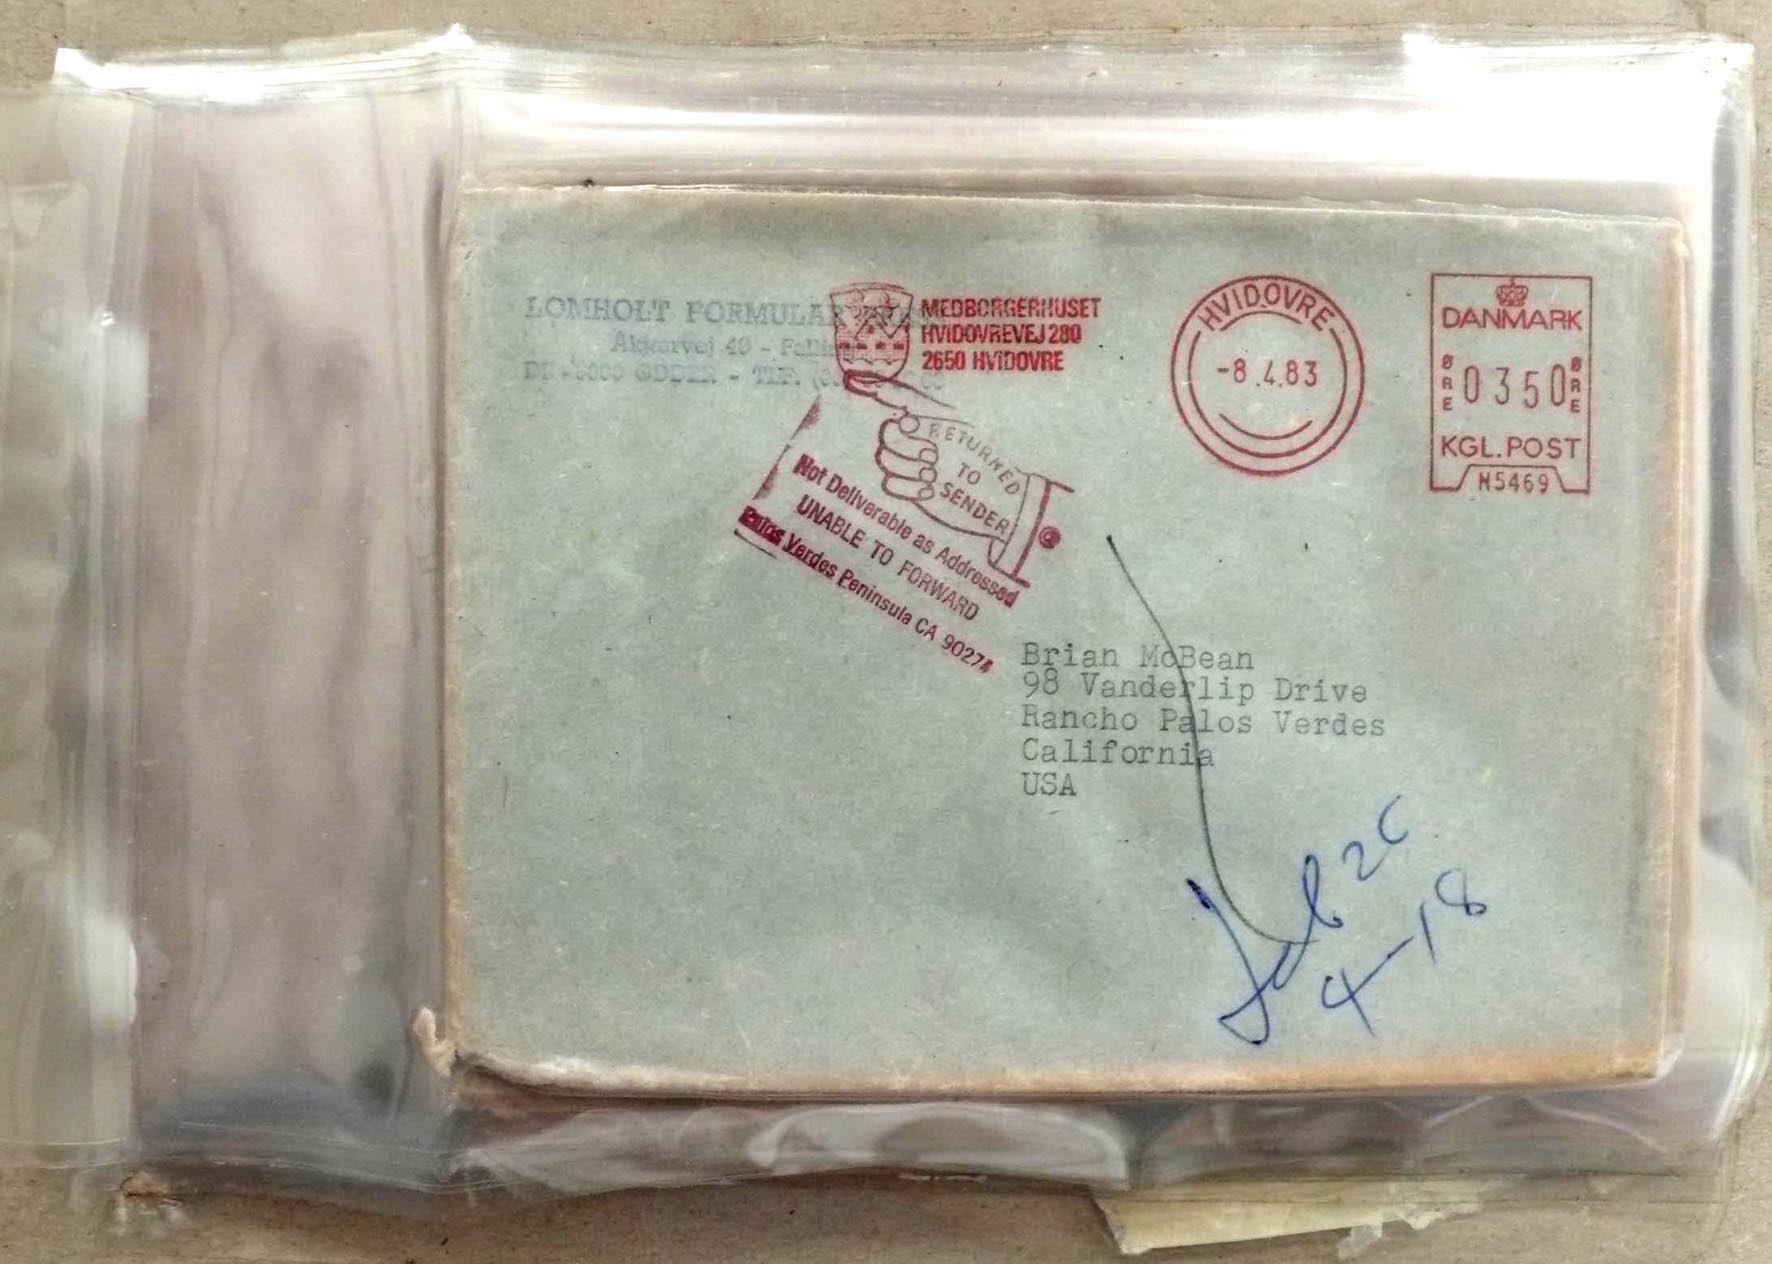 LOMHOLT FORMULAR
40
MEDBORGERHUSET
HVIDOVREVEJ 280
2650 HVIDOVRE
HVIDOVRE
-8.4.83
DANMARK
ØRE 0350 ØRE
KGL. POST
N5469
RETURNED
TO
SENDER
Not Deliverable as Addressed
UNABLE TO FORWARD
Palos Verdes Peninsula CA 90274
Brian McBean
98 Vanderlip Drive
Rancho Palos Verdes
California
USA
4-18